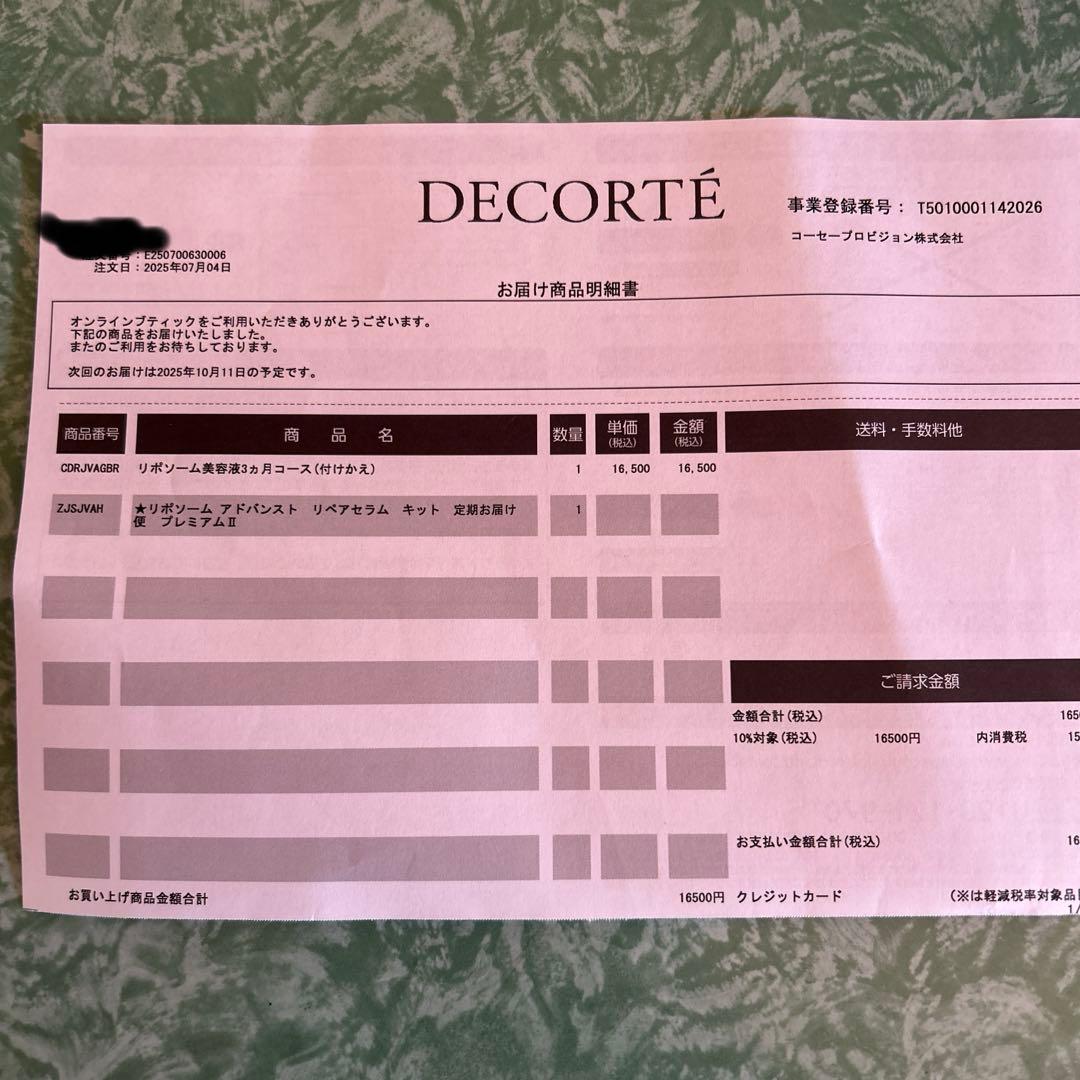 DECORTÉ
事業登録番号： T5010001142026
コーセープロビジョン株式会社
：E250700630006
注文日：2025年07月04日
お届け商品明細書
オンラインブティックをご利用いただきありがとうございます。
下記の商品をお届けいたしました。
またのご利用をお待ちしております。
次回のお届けは2025年10月11日の予定です。
商品番号 商 品 名 数量 単価 金額 送料・手数料他
(税込) (税込)
CDRJVAGBR リポソーム美容液3ヵ月コース(付けかえ) 1 16,500 16,500
ZJSJVAH ★リポソーム アドバンスト リペアセラム キット 定期お届け 1
便 プレミアムⅡ
ご請求金額
金額合計(税込) 165
10%対象(税込) 16500円 内消費税 15
お支払い金額合計(税込) 16
お買い上げ商品金額合計 16500円 クレジットカード (※は軽減税率対象品
1/